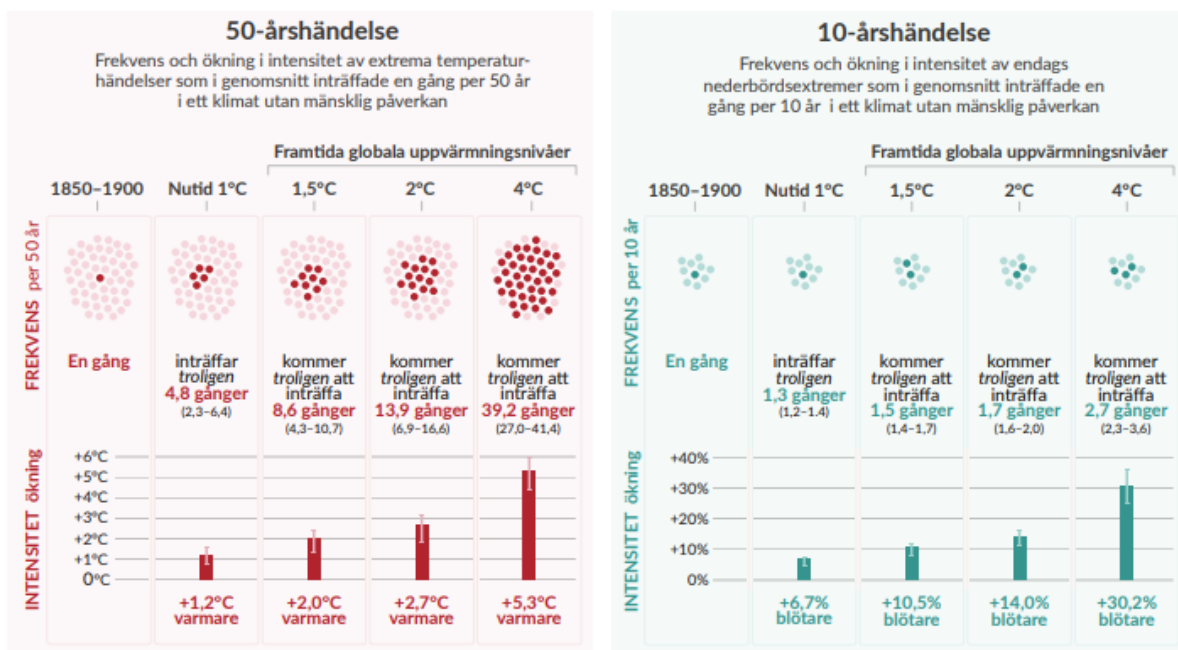 50-årshändelse
Frekvens och ökning i intensitet av extrema temperatur-
händelser som i genomsnitt inträffade en gång per 50 år
i ett klimat utan mänsklig påverkan
Framtida globala uppvärmningsnivåer
1850–1900 Nutid 1°C 1,5°C 2°C 4°C
FREKVENS per 50 år
En gång inträffar kommer kommer kommer
troligen troligen att troligen att troligen att
4,8 gånger inträffa inträffa inträffa
(2,3–6,4) 8,6 gånger 13,9 gånger 39,2 gånger
(4,3–10,7) (6,9–16,6) (27,0–41,4)
INTENSITET ökning
+6°C
+5°C
+4°C
+3°C
+2°C
+1°C
0°C
+1,2°C +2,0°C +2,7°C +5,3°C
varmare varmare varmare varmare
10-årshändelse
Frekvens och ökning i intensitet av endags
nederbördsextremer som i genomsnitt inträffade en
gång per 10 år i ett klimat utan mänsklig påverkan
Framtida globala uppvärmningsnivåer
1850–1900 Nutid 1°C 1,5°C 2°C 4°C
FREKVENS per 10 år
En gång inträffar kommer kommer kommer
troligen troligen att troligen att troligen att
1,3 gånger inträffa inträffa inträffa
(1,2–1.4) 1,5 gånger 1,7 gånger 2,7 gånger
(1,4–1,7) (1,6–2,0) (2,3–3,6)
INTENSITET ökning
+40%
+30%
+20%
+10%
0%
+6,7% +10,5% +14,0% +30,2%
blötare blötare blötare blötare